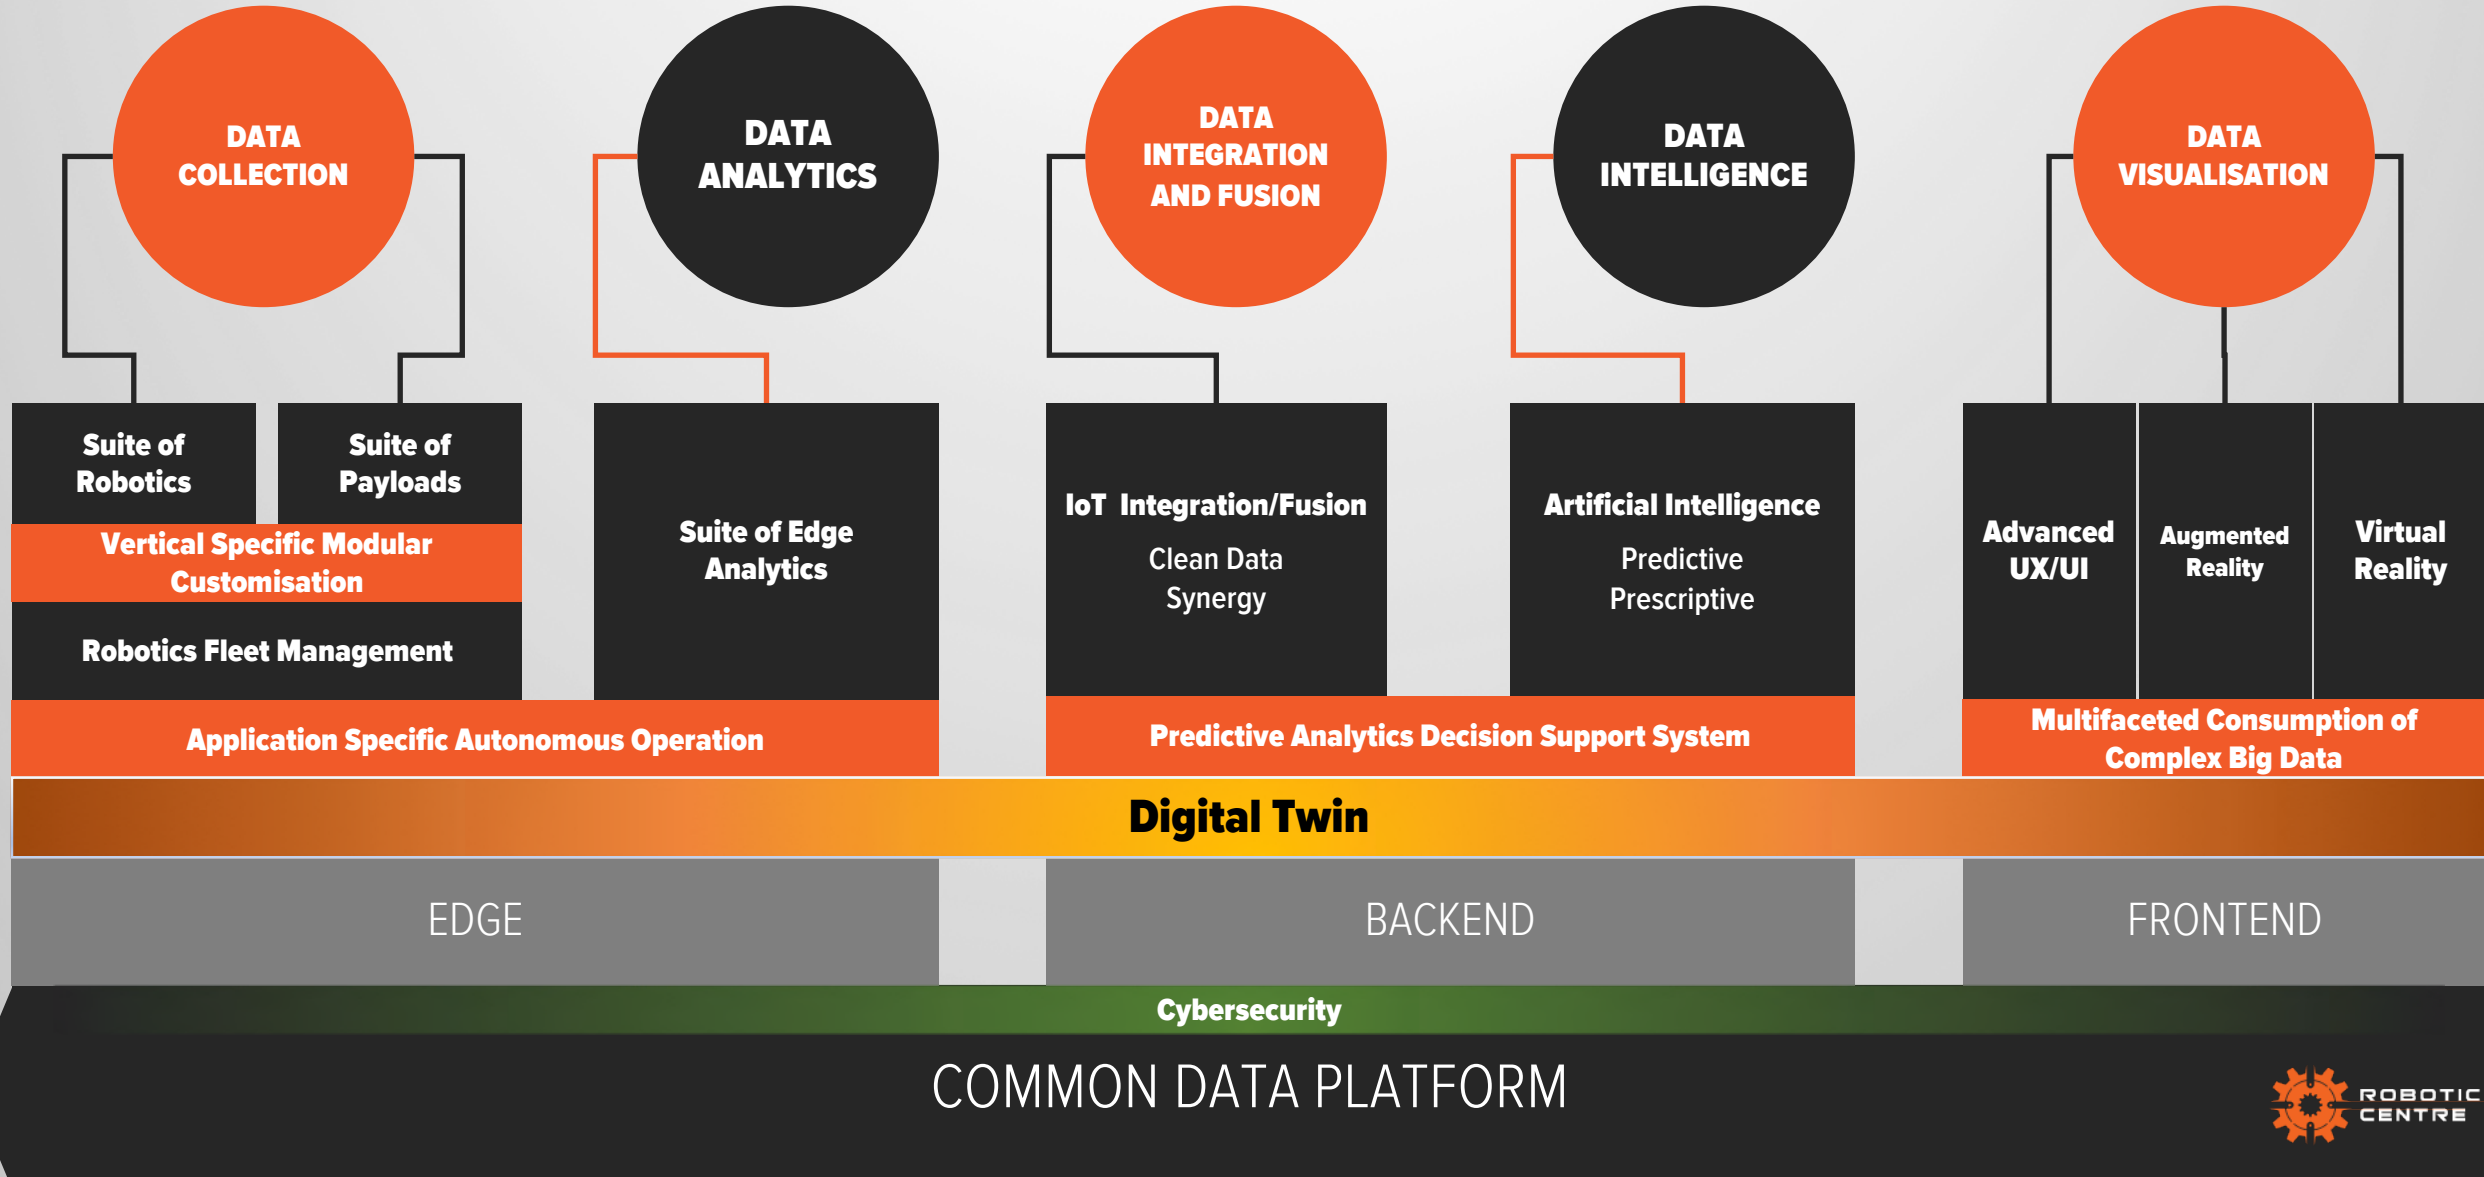 DATA
COLLECTION
DATA
ANALYTICS
DATA
INTEGRATION
AND FUSION
DATA
INTELLIGENCE
DATA
VISUALISATION
Suite of
Robotics
Suite of
Payloads
Vertical Specific Modular
Customisation
Robotics Fleet Management
Suite of Edge
Analytics
Application Specific Autonomous Operation
IoT Integration/Fusion
Clean Data
Synergy
Artificial Intelligence
Predictive
Prescriptive
Predictive Analytics Decision Support System
Advanced
UX/UI
Augmented
Reality
Virtual
Reality
Multifaceted Consumption of
Complex Big Data
Digital Twin
EDGE
BACKEND
FRONTEND
Cybersecurity
COMMON DATA PLATFORM
ROBOTIC
CENTRE